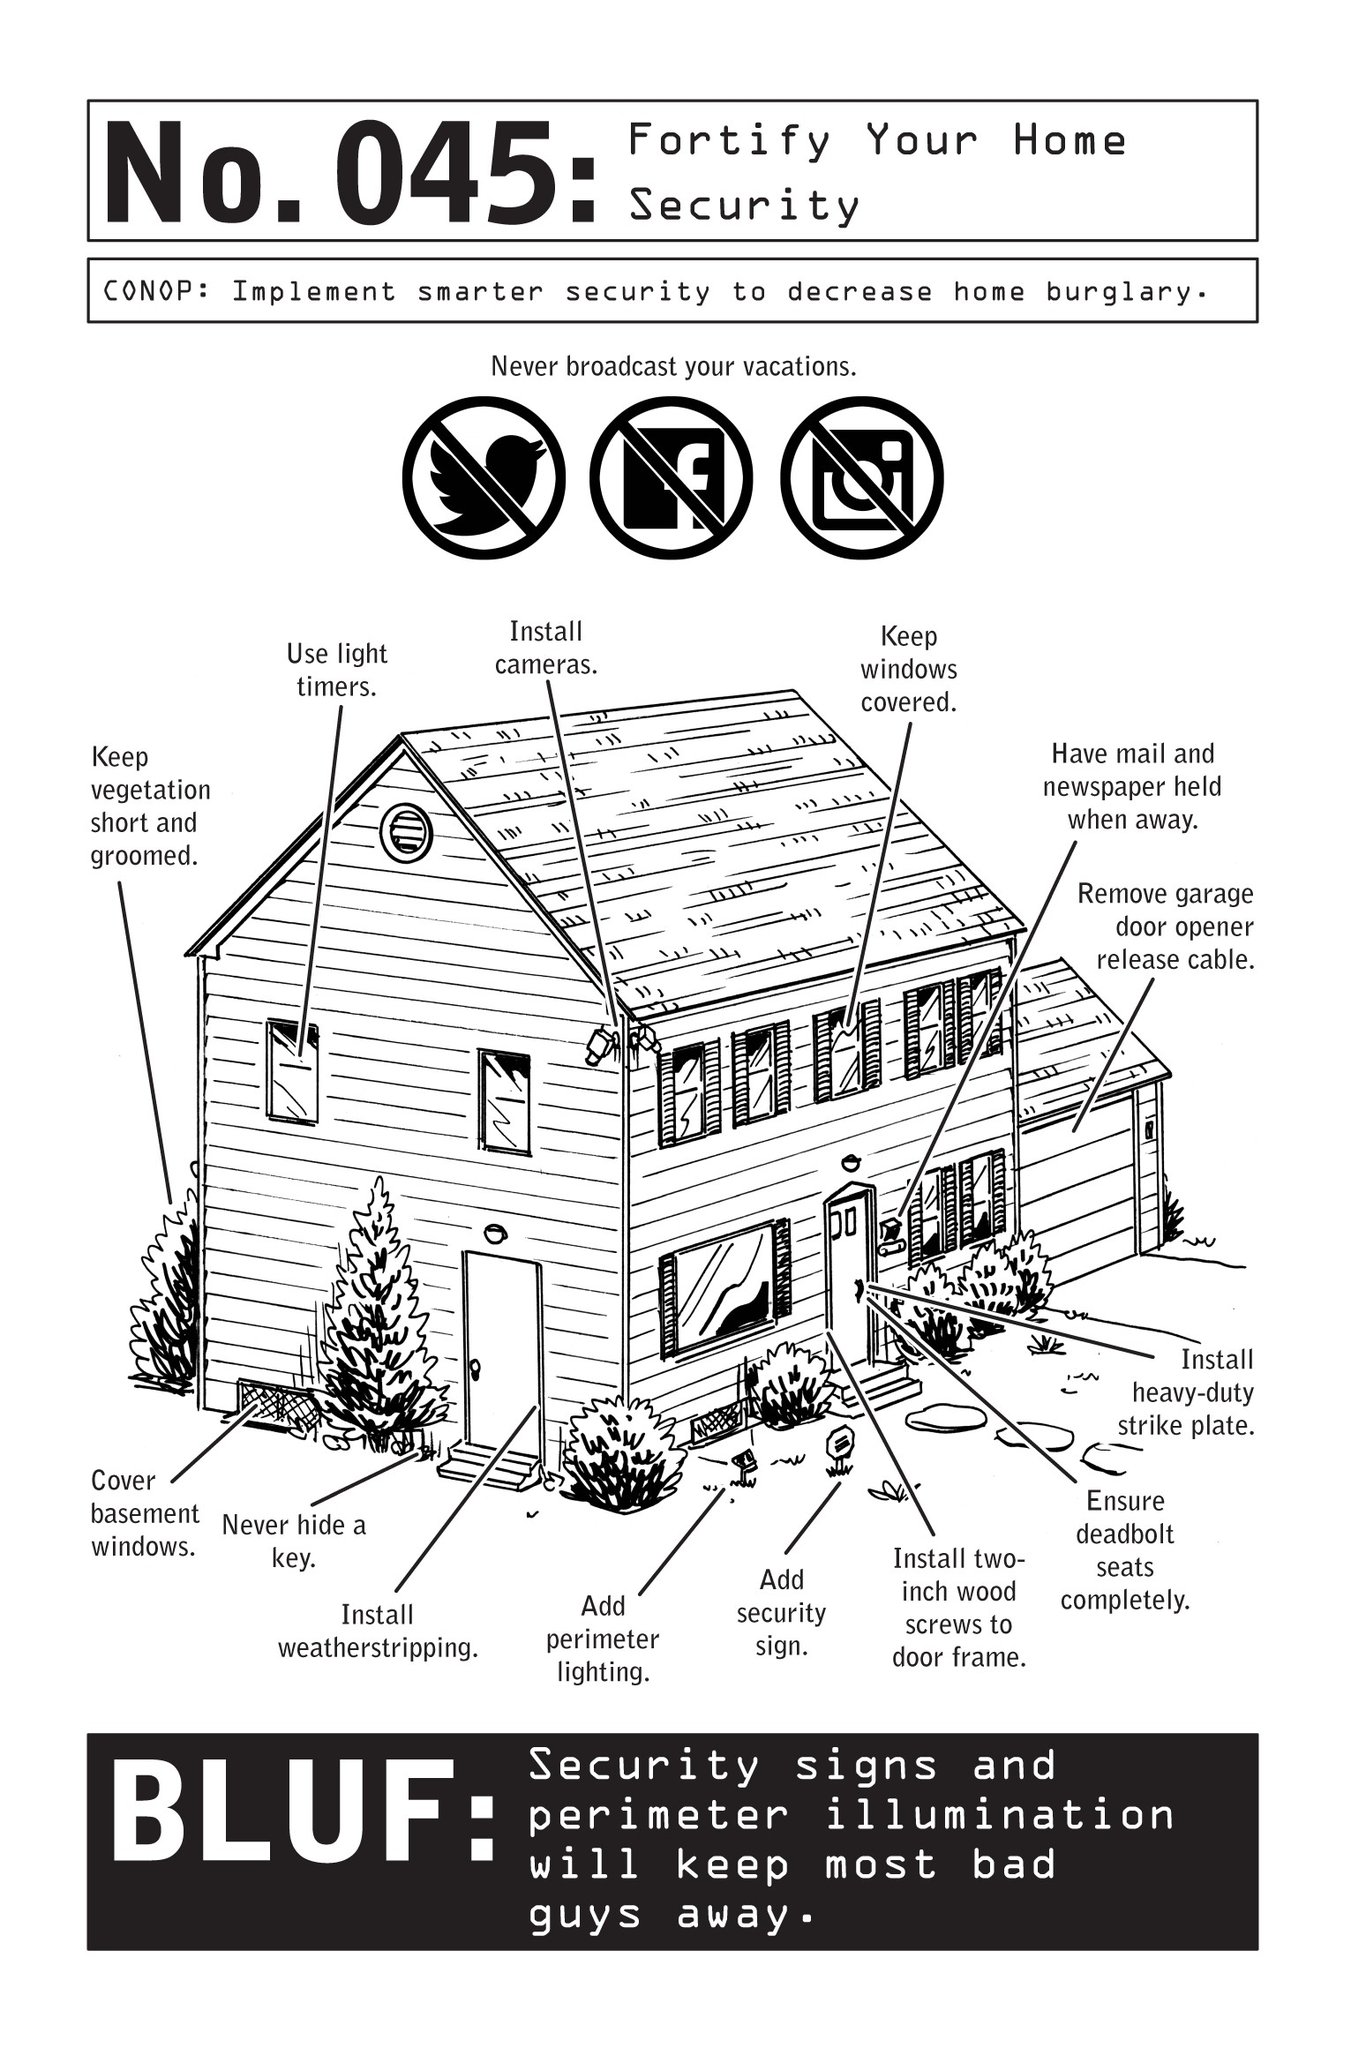 No. 045:
Fortify Your Home
Security
CONOP: Implement smarter security to decrease home burglary.
Never broadcast your vacations.
Use light
timers.
Install
cameras.
Keep
windows
covered.
Keep
vegetation
short and
groomed.
Have mail and
newspaper held
when away.
Remove garage
door opener
release cable.
Install
heavy-duty
strike plate.
Cover
basement
windows.
Never hide a
key.
Install
weatherstripping.
Add
perimeter
lighting.
Add
security
sign.
Install two-
inch wood
screws to
door frame.
Ensure
deadbolt
seats
completely.
BLUF:
Security signs and
perimeter illumination
will keep most bad
guys away.